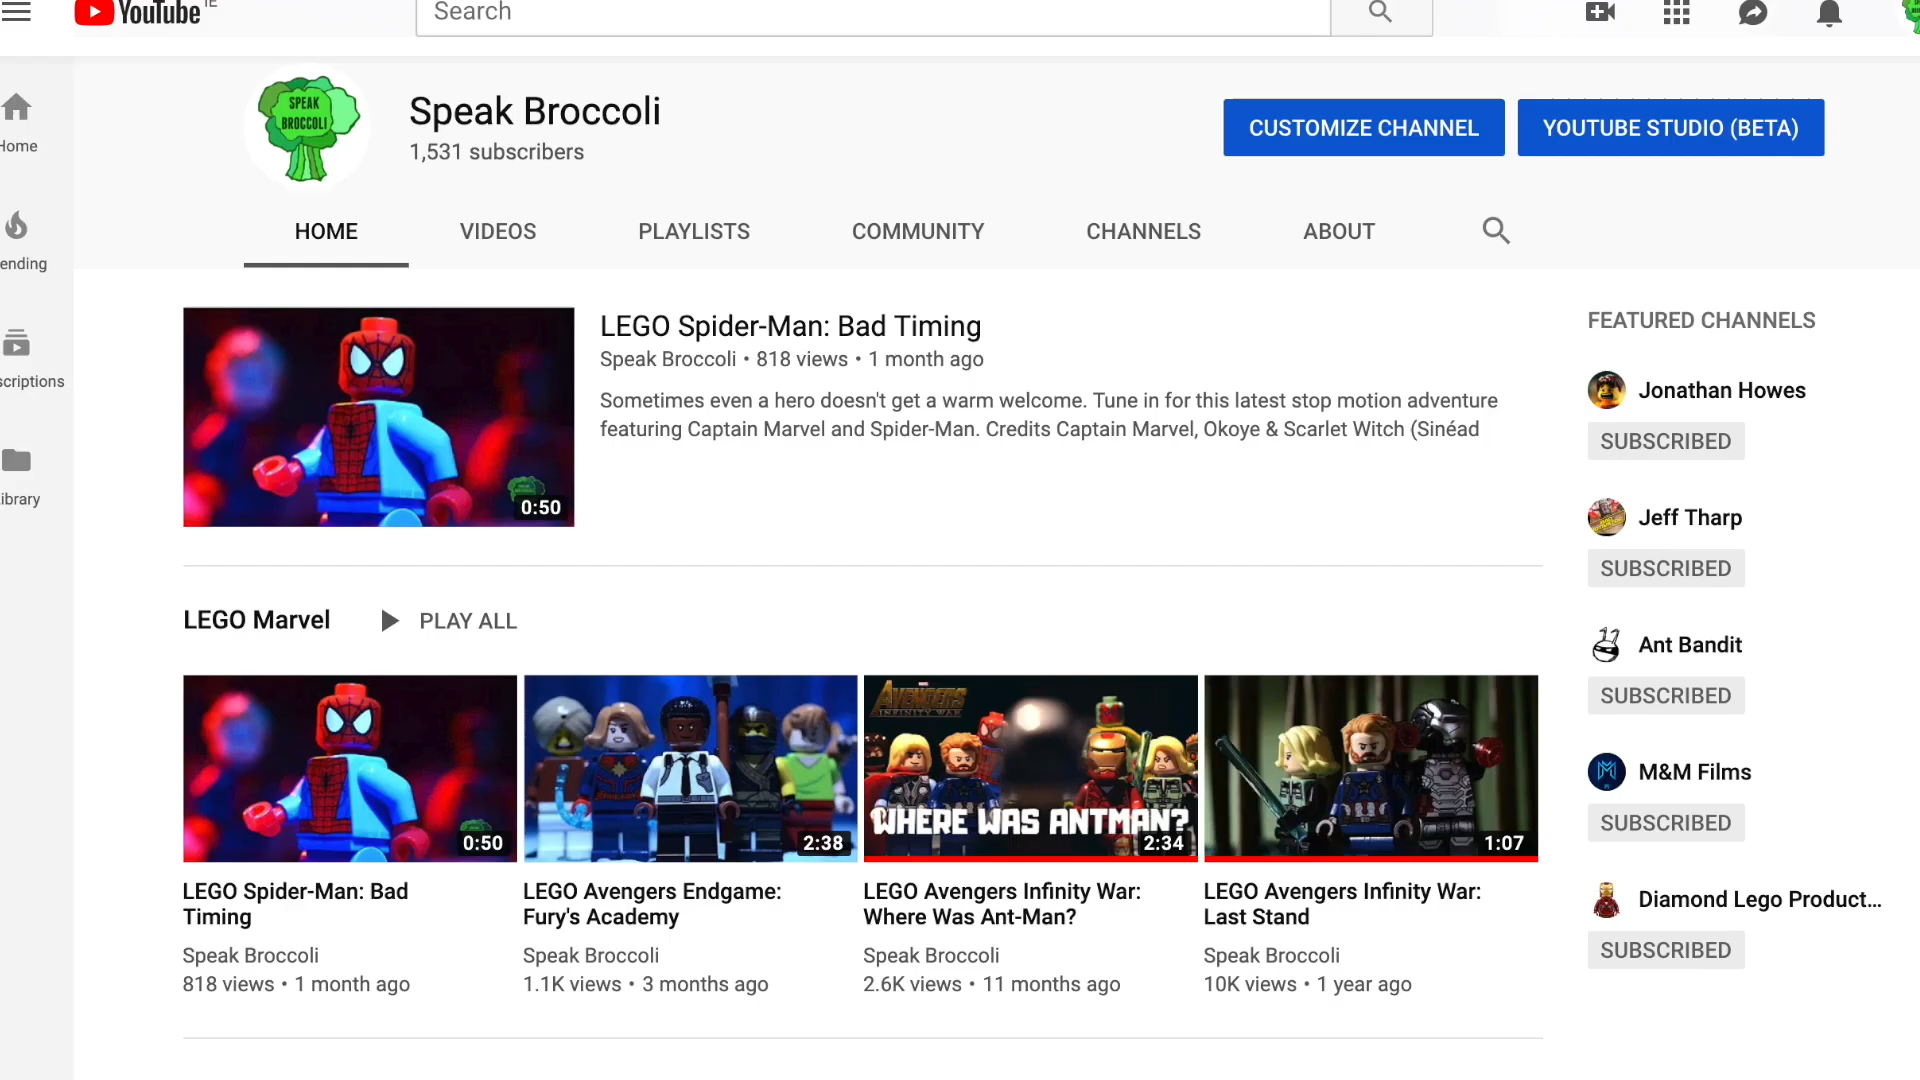 YouTube IE
Search
SPEAK
BROCCOLI
Speak Broccoli
1,531 subscribers
CUSTOMIZE CHANNEL
YOUTUBE STUDIO (BETA)
Home
HOME
VIDEOS
PLAYLISTS
COMMUNITY
CHANNELS
ABOUT
ending
scriptions
ibrary
0:50
LEGO Spider-Man: Bad Timing
Speak Broccoli • 818 views • 1 month ago
Sometimes even a hero doesn't get a warm welcome. Tune in for this latest stop motion adventure
featuring Captain Marvel and Spider-Man. Credits Captain Marvel, Okoye & Scarlet Witch (Sinéad
FEATURED CHANNELS
Jonathan Howes
SUBSCRIBED
Jeff Tharp
SUBSCRIBED
Ant Bandit
SUBSCRIBED
M&M Films
SUBSCRIBED
Diamond Lego Product...
SUBSCRIBED
LEGO Marvel
PLAY ALL
0:50
LEGO Spider-Man: Bad
Timing
Speak Broccoli
818 views • 1 month ago
2:38
LEGO Avengers Endgame:
Fury's Academy
Speak Broccoli
1.1K views • 3 months ago
AVENGERS
INFINITY WAR
WHERE WAS ANTMAN?
2:34
LEGO Avengers Infinity War:
Where Was Ant-Man?
Speak Broccoli
2.6K views • 11 months ago
1:07
LEGO Avengers Infinity War:
Last Stand
Speak Broccoli
10K views • 1 year ago